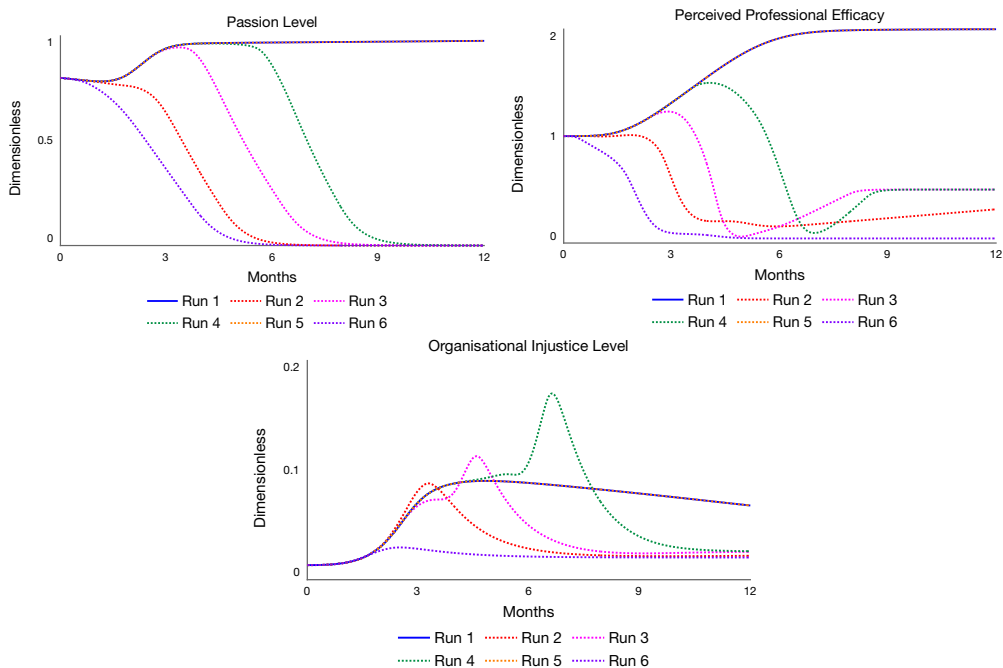 Passion Level
1
0.5
0
Dimensionless
0 3 6 9 12
Months
Run 1 Run 2 Run 3
Run 4 Run 5 Run 6
Perceived Professional Efficacy
2
1
0
Dimensionless
0 3 6 9 12
Months
Run 1 Run 2 Run 3
Run 4 Run 5 Run 6
Organisational Injustice Level
0.2
0.1
0
Dimensionless
0 3 6 9 12
Months
Run 1 Run 2 Run 3
Run 4 Run 5 Run 6